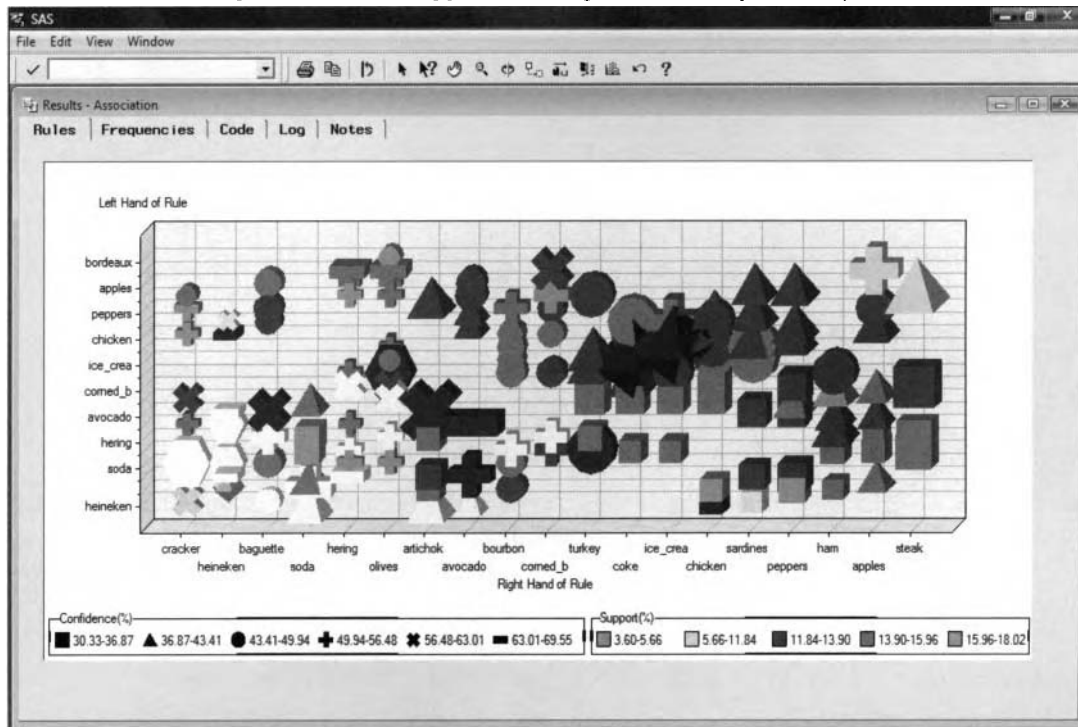 SAS
File Edit View Window
Results - Association
Rules Frequencies Code Log Notes
Left Hand of Rule
bordeaux
apples
peppers
chicken
ice_crea
corned_b
avocado
hering
soda
heineken
cracker baguette hering artichok bourbon turkey ice_crea sardines ham steak
heineken soda olives avocado corned_b coke chicken peppers apples
Right Hand of Rule
Confidence(%) Support(%)
30.33-36.87 36.87-43.41 43.41-49.94 49.94-56.48 56.48-63.01 63.01-69.55 3.60-5.66 5.66-11.84 11.84-13.90 13.90-15.96 15.96-18.02